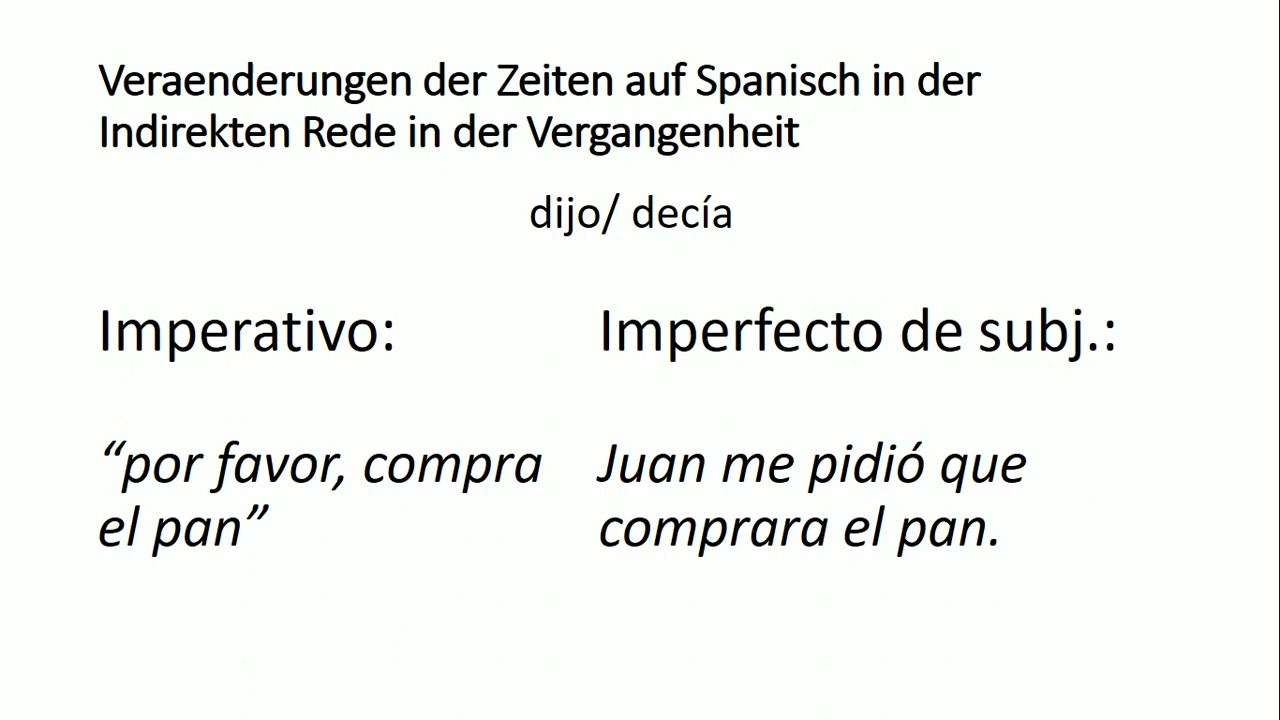 Veraenderungen der Zeiten auf Spanisch in der
Indirekten Rede in der Vergangenheit
dijo/ decía
Imperativo:
“por favor, compra
el pan”
Imperfecto de subj.:
Juan me pidió que
comprara el pan.